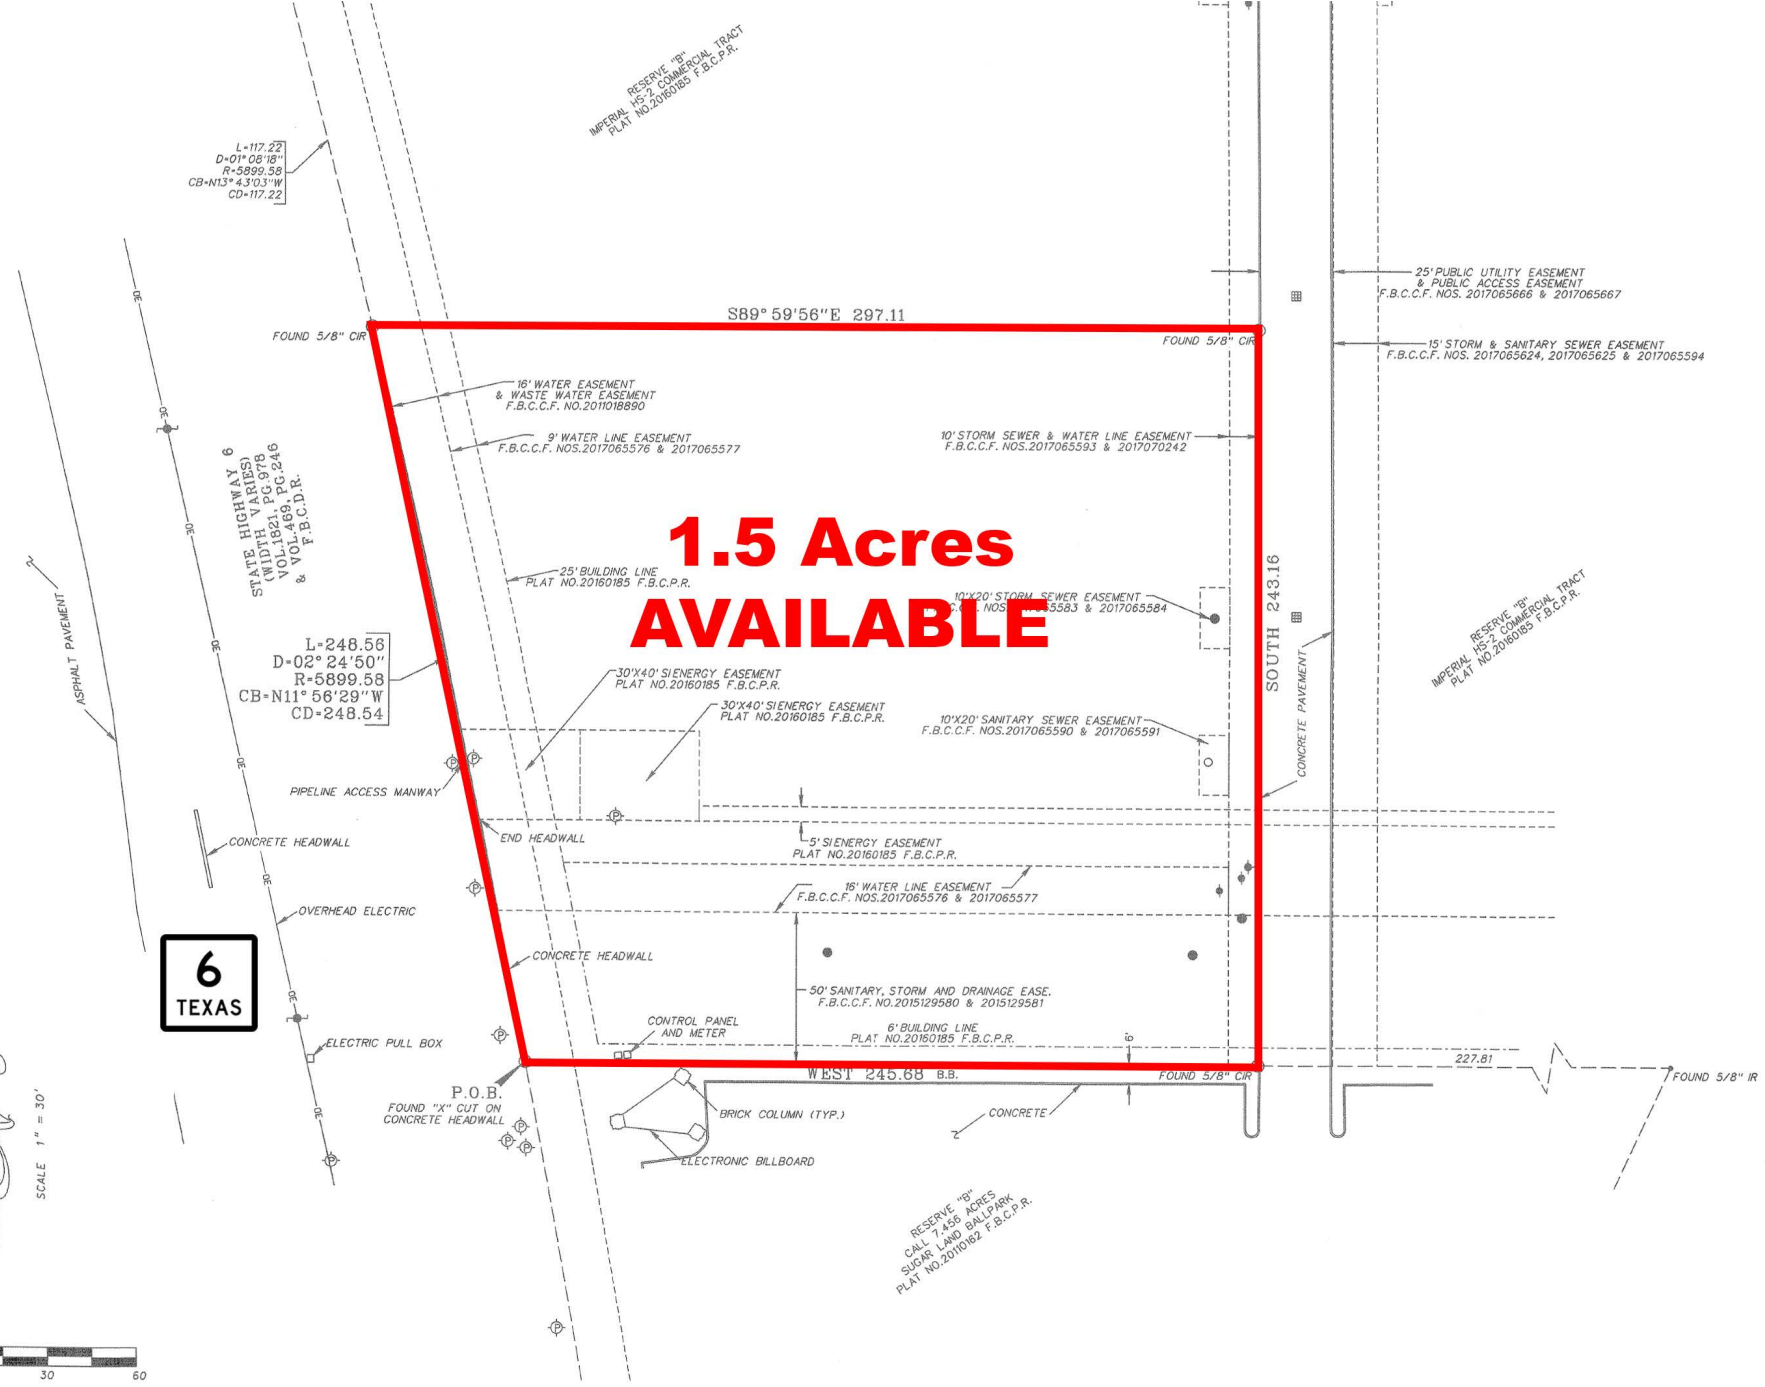 RESERVE "B"
IMPERIAL HS-2 COMMERCIAL TRACT
PLAT NO.20160185 F.B.C.P.R.
L=117.22
D=01°08'18"
R=5899.58
CB=N13°43'03"W
CD=117.22
25' PUBLIC UTILITY EASEMENT
& PUBLIC ACCESS EASEMENT
F.B.C.C.F. NOS. 2017065666 & 2017065667
S89°59'56"E 297.11
FOUND 5/8" CIR
FOUND 5/8" CIR
15' STORM & SANITARY SEWER EASEMENT
F.B.C.C.F. NOS. 2017065624, 2017065625 & 2017065594
16' WATER EASEMENT
& WASTE WATER EASEMENT
F.B.C.C.F. NO.2011018890
9' WATER LINE EASEMENT
F.B.C.C.F. NOS.2017065576 & 2017065577
10' STORM SEWER & WATER LINE EASEMENT
F.B.C.C.F. NOS.2017065593 & 2017070242
STATE HIGHWAY 6
(WIDTH VARIES)
VOL.1821, PG.978
& VOL.469, PG.246
F.B.C.D.R.
1.5 Acres
AVAILABLE
25' BUILDING LINE
PLAT NO.20160185 F.B.C.P.R.
10'X20' STORM SEWER EASEMENT
& 2017065584
SOUTH 243.16
RESERVE "B"
IMPERIAL HS-2 COMMERCIAL TRACT
PLAT NO.20160185 F.B.C.P.R.
ASPHALT PAVEMENT
L=248.56
D=02°24'50"
R=5899.58
CB=N11°56'29"W
CD=248.54
30'X40' SIENERGY EASEMENT
PLAT NO.20160185 F.B.C.P.R.
30'X40' SIENERGY EASEMENT
PLAT NO.20160185 F.B.C.P.R.
10'X20' SANITARY SEWER EASEMENT
F.B.C.C.F. NOS.2017065590 & 2017065591
CONCRETE PAVEMENT
PIPELINE ACCESS MANWAY
CONCRETE HEADWALL
END HEADWALL
5' SIENERGY EASEMENT
PLAT NO.20160185 F.B.C.P.R.
16' WATER LINE EASEMENT
F.B.C.C.F. NOS.2017065576 & 2017065577
OVERHEAD ELECTRIC
CONCRETE HEADWALL
6
TEXAS
50' SANITARY, STORM AND DRAINAGE EASE.
F.B.C.C.F. NO.2015129580 & 2015129581
CONTROL PANEL
AND METER
6' BUILDING LINE
PLAT NO.20160185 F.B.C.P.R.
6'
ELECTRIC PULL BOX
227.81
WEST 245.68 B.B.
FOUND 5/8" CIR
FOUND 5/8" IR
P.O.B.
FOUND "X" CUT ON
CONCRETE HEADWALL
BRICK COLUMN (TYP.)
CONCRETE
ELECTRONIC BILLBOARD
SCALE 1" = 30'
RESERVE "B"
CALL 7.456 ACRES
SUGAR LAND BALLPARK
PLAT NO.20110162 F.B.C.P.R.
30 60